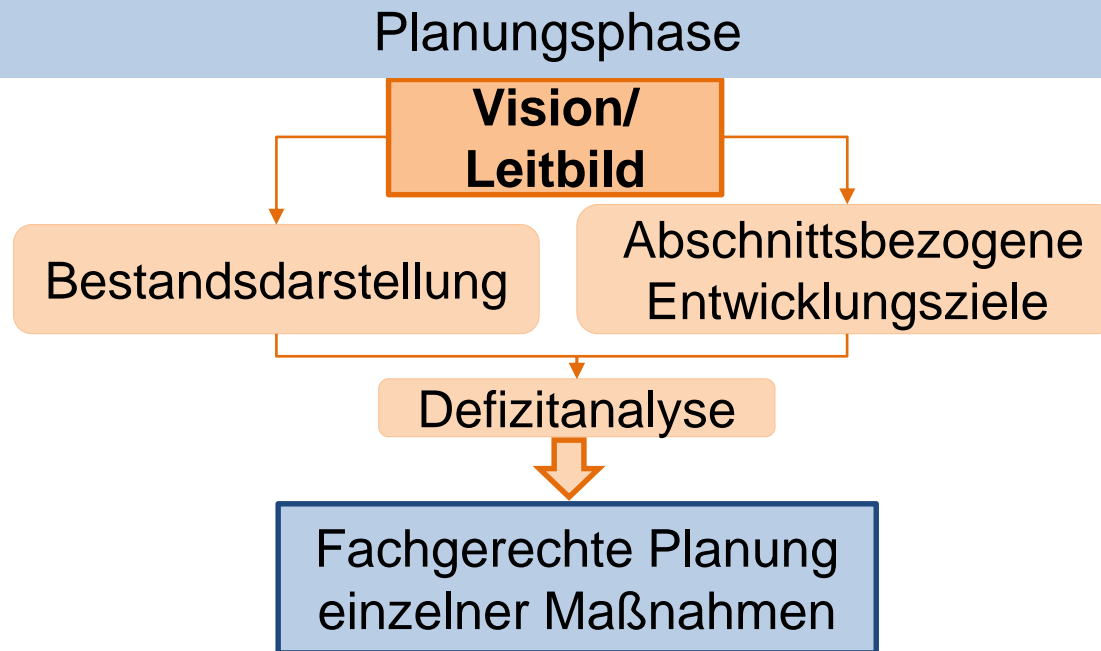 Planungsphase
Vision/
Leitbild
Bestandsdarstellung
Abschnittsbezogene
Entwicklungsziele
Defizitanalyse
Fachgerechte Planung
einzelner Maßnahmen